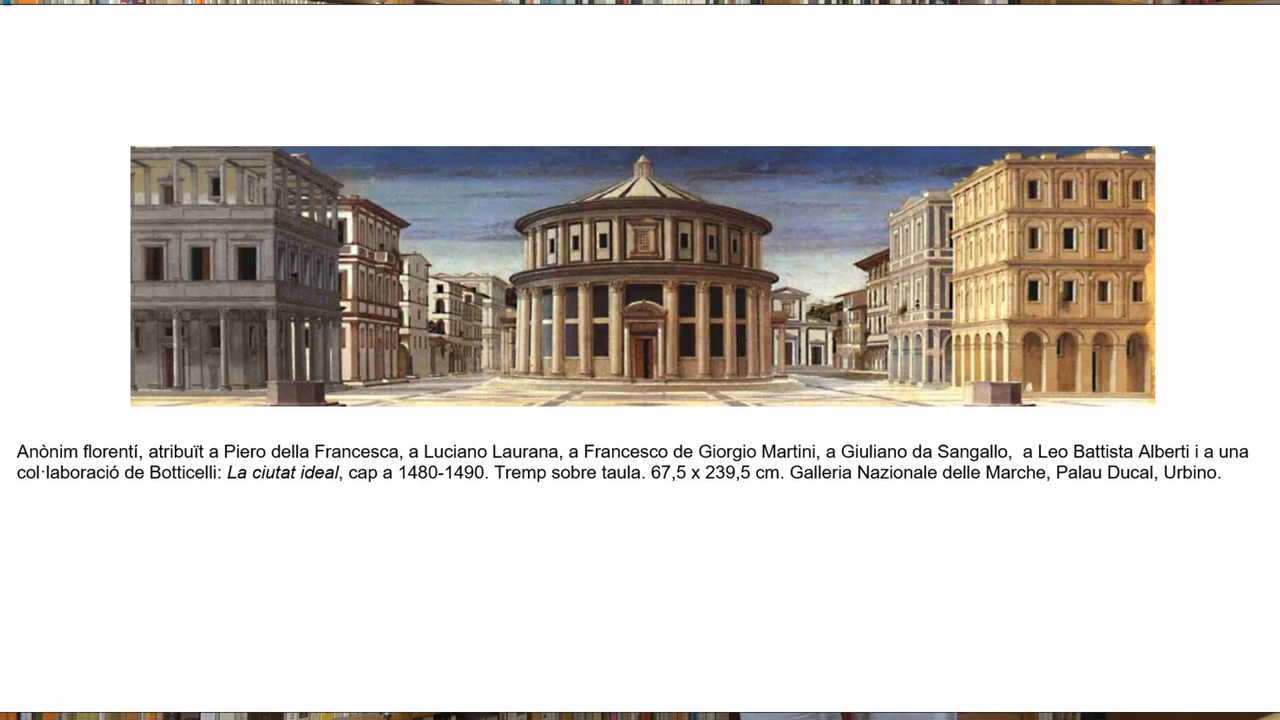 Anònim florentí, atribuït a Piero della Francesca, a Luciano Laurana, a Francesco de Giorgio Martini, a Giuliano da Sangallo,  a Leo Battista Alberti i a una
col·laboració de Botticelli: La ciutat ideal, cap a 1480-1490. Tremp sobre taula. 67,5 x 239,5 cm. Galleria Nazionale delle Marche, Palau Ducal, Urbino.